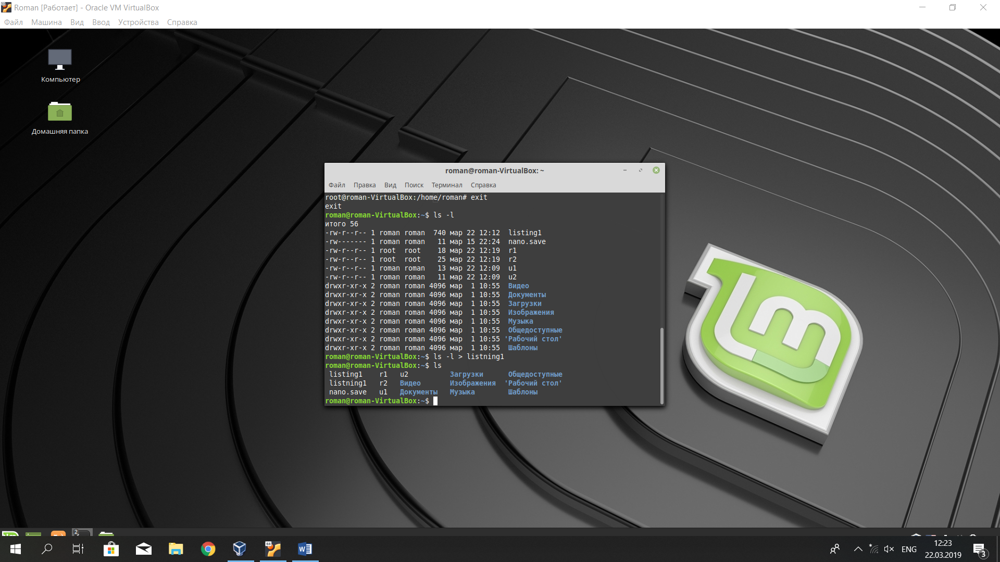 Roman [Работает] - Oracle VM VirtualBox
Файл Машина Вид Ввод Устройства Справка
Компьютер
Домашняя папка
roman@roman-VirtualBox: ~
Файл Правка Вид Поиск Терминал Справка
root@roman-VirtualBox:/home/roman# exit
exit
roman@roman-VirtualBox:~$ ls -l
итого 56
-rw-r--r-- 1 roman roman  740 мар 22 12:12  listing1
-rw------- 1 roman roman   11 мар 15 22:24  nano.save
-rw-r--r-- 1 root  root    18 мар 22 12:19  r1
-rw-r--r-- 1 root  root    25 мар 22 12:19  r2
-rw-r--r-- 1 roman roman   13 мар 22 12:09  u1
-rw-r--r-- 1 roman roman   11 мар 22 12:09  u2
drwxr-xr-x 2 roman roman 4096 мар  1 10:55  Видео
drwxr-xr-x 2 roman roman 4096 мар  1 10:55  Документы
drwxr-xr-x 2 roman roman 4096 мар  1 10:55  Загрузки
drwxr-xr-x 2 roman roman 4096 мар  1 10:55  Изображения
drwxr-xr-x 2 roman roman 4096 мар  1 10:55  Музыка
drwxr-xr-x 2 roman roman 4096 мар  1 10:55  Общедоступные
drwxr-xr-x 2 roman roman 4096 мар  1 10:55 'Рабочий стол'
drwxr-xr-x 2 roman roman 4096 мар  1 10:55  Шаблоны
roman@roman-VirtualBox:~$ ls -l > listning1
roman@roman-VirtualBox:~$ ls
listing1   r1   u2          Загрузки      Общедоступные
listning1  r2   Видео       Изображения  'Рабочий стол'
nano.save   u1   Документы   Музыка        Шаблоны
roman@roman-VirtualBox:~$
2
64
W
ENG
12:23
22.03.2019
3